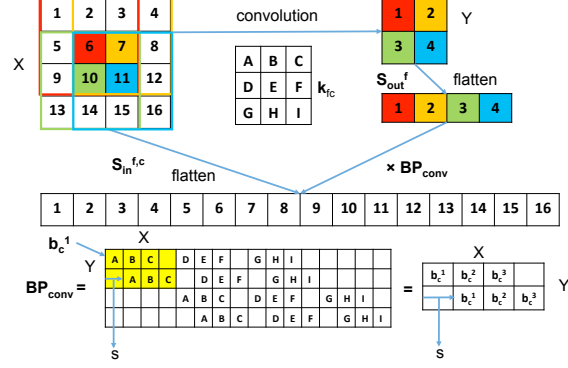 1 2 3 4
convolution
1 2
Y
5 6 7 8
3 4
X
A B C
D E F
G H I
k_fc
9 10 11 12
S_out^f
flatten
13 14 15 16
1 2 3 4
S_in^f,c
flatten
× BP_conv
1 2 3 4 5 6 7 8 9 10 11 12 13 14 15 16
b_c^1
X
X
Y
A B C D E F G H I
b_c^1 b_c^2 b_c^3
BP_conv =
A B C D E F G H I
=
Y
A B C D E F G H I
b_c^1 b_c^2 b_c^3
A B C D E F G H I
s
s